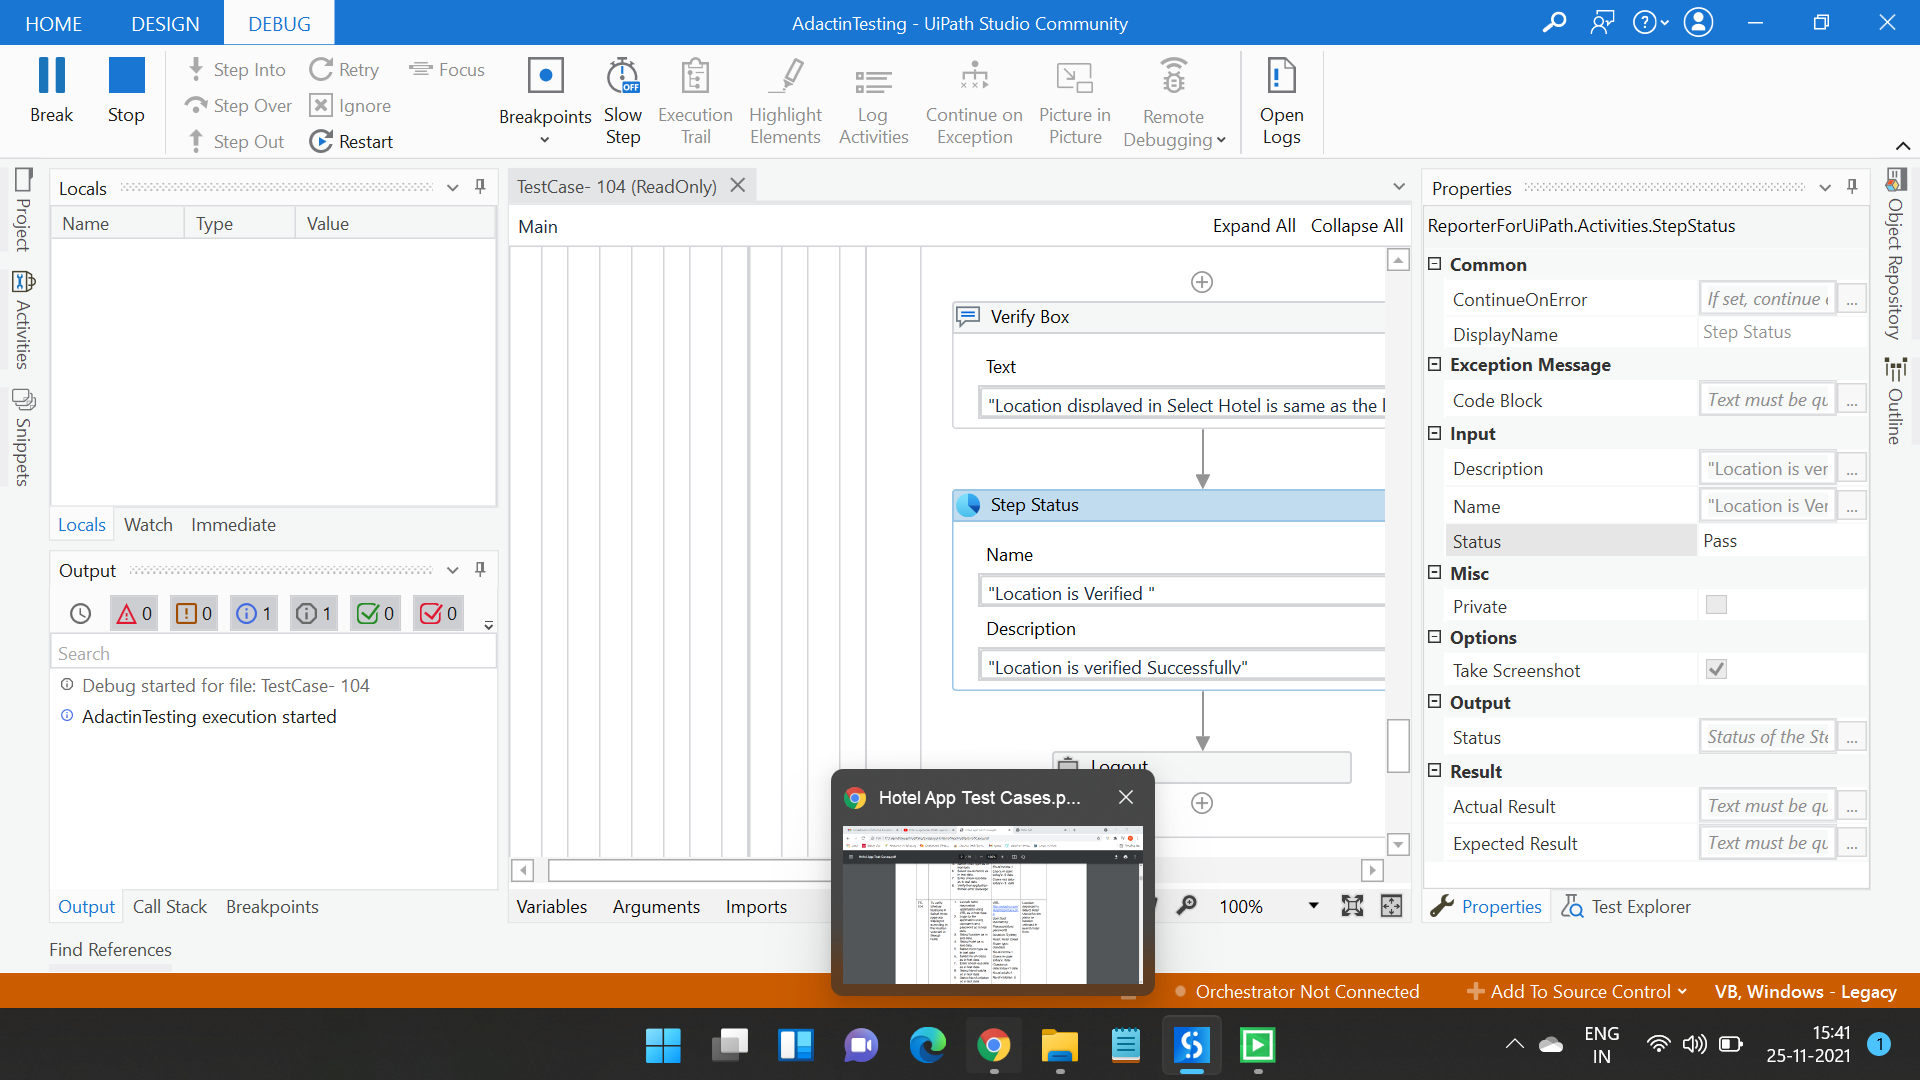 HOME DESIGN DEBUG AdactinTesting - UiPath Studio Community
Break Stop Step Into Step Over Step Out Retry Ignore Restart Focus
Breakpoints Slow Step Execution Trail Highlight Elements Log Activities Continue on Exception Picture in Picture Remote Debugging Open Logs
OFF
Project
Activities
Snippets
Locals
Name Type Value
Locals Watch Immediate
Output
0 0 1 1 0 0
Search
Debug started for file: TestCase- 104
AdactinTesting execution started
Output Call Stack Breakpoints
Find References
TestCase- 104 (ReadOnly)
Main Expand All Collapse All
Verify Box
Text
"Location displayed in Select Hotel is same as the l
Step Status
Name
"Location is Verified "
Description
"Location is verified Successfully"
Logout
Hotel App Test Cases.p...
Variables Arguments Imports 100%
Properties
ReporterForUiPath.Activities.StepStatus
Common
ContinueOnError If set, continue ...
DisplayName Step Status
Exception Message
Code Block Text must be qu ...
Input
Description "Location is ver ...
Name "Location is Ver ...
Status Pass
Misc
Private
Options
Take Screenshot
Output
Status Status of the Ste ...
Result
Actual Result Text must be qu ...
Expected Result Text must be qu ...
Properties Test Explorer
Object Repository
Outline
Orchestrator Not Connected Add To Source Control VB, Windows - Legacy
ENG
IN
15:41
25-11-2021
1